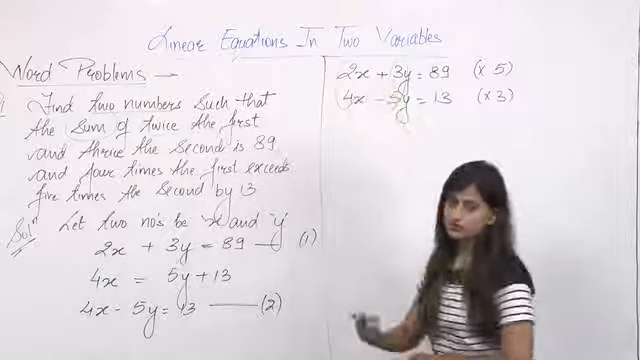 Linear Equations In Two Variables
Word Problems —
Find two numbers such that
the sum of twice the first
and thrice the second is 89
and four times the first exceeds
five times the second by 13
Solⁿ Let two no's be 'x' and 'y'
2x + 3y = 89 — (1)
4x = 5y + 13
4x - 5y = 13 — (2)
2x + 3y = 89 (× 5)
4x - 5y = 13 (× 3)